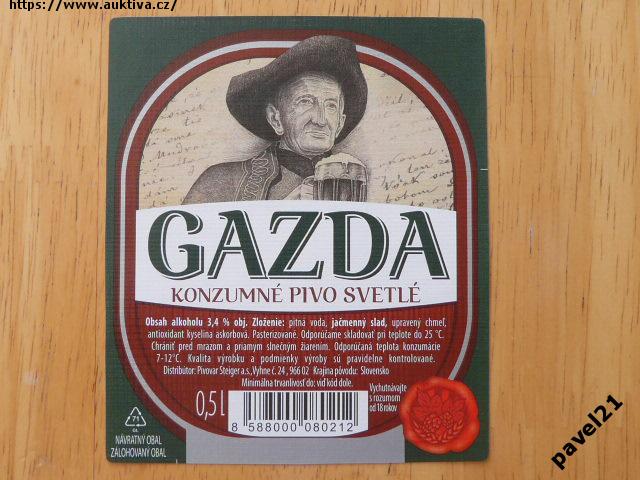 https://www.auktiva.cz/
GAZDA
KONZUMNÉ PIVO SVETLÉ
Obsah alkoholu 3,4 % obj. Zloženie: pitná voda, jačmenný slad, upravený chmeľ,
antioxidant kyselina askorbová. Pasterizované. Odporúčame skladovať pri teplote do 25 °C.
Chrániť pred mrazom a priamym slnečným žiarením. Odporúčaná teplota konzumácie
7-12°C. Kvalita výrobku a podmienky výroby sú pravidelne kontrolované.
Distribútor: Pivovar Steiger a.s., Vyhne č. 24, 966 02 Krajina pôvodu: Slovensko
Minimálna trvanlivosť do: viď kód dole.
0,5 l
Vychutnávajte
s rozumom
od 18 rokov
8 588000 080212
71
GL
NÁVRATNÝ OBAL
ZÁLOHOVANÝ OBAL
pavel21